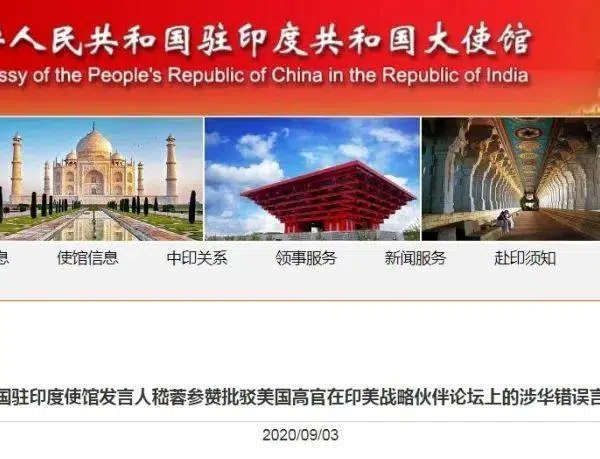 人民共和国驻印度共和国大使馆
ssy of the People's Republic of China in the Republic of India
息 使馆信息 中印关系 领事服务 新闻服务 赴印须知
国驻印度使馆发言人嵇蓉参赞批驳美国高官在印美战略伙伴论坛上的涉华错误言
2020/09/03